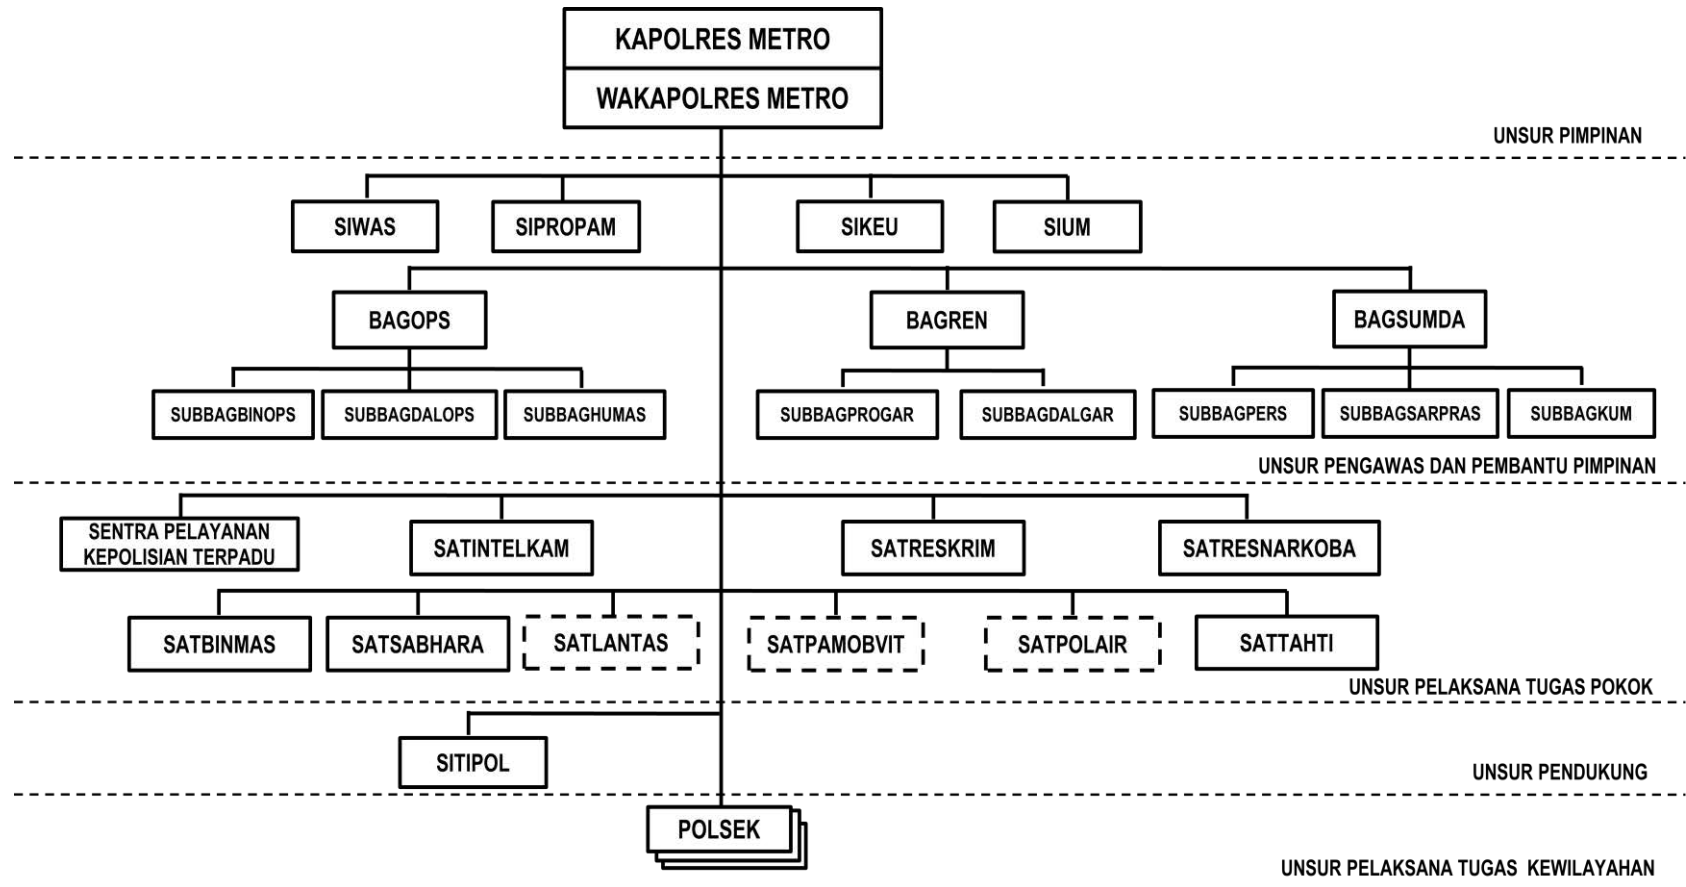 KAPOLRES METRO
WAKAPOLRES METRO
UNSUR PIMPINAN
SIWAS
SIPROPAM
SIKEU
SIUM
BAGOPS
BAGREN
BAGSUMDA
SUBBAGBINOPS
SUBBAGDALOPS
SUBBAGHUMAS
SUBBAGPROGAR
SUBBAGDALGAR
SUBBAGPERS
SUBBAGSARPRAS
SUBBAGKUM
UNSUR PENGAWAS DAN PEMBANTU PIMPINAN
SENTRA PELAYANAN
KEPOLISIAN TERPADU
SATINTELKAM
SATRESKRIM
SATRESNARKOBA
SATBINMAS
SATSABHARA
SATLANTAS
SATPAMOBVIT
SATPOLAIR
SATTAHTI
UNSUR PELAKSANA TUGAS POKOK
SITIPOL
UNSUR PENDUKUNG
POLSEK
UNSUR PELAKSANA TUGAS KEWILAYAHAN